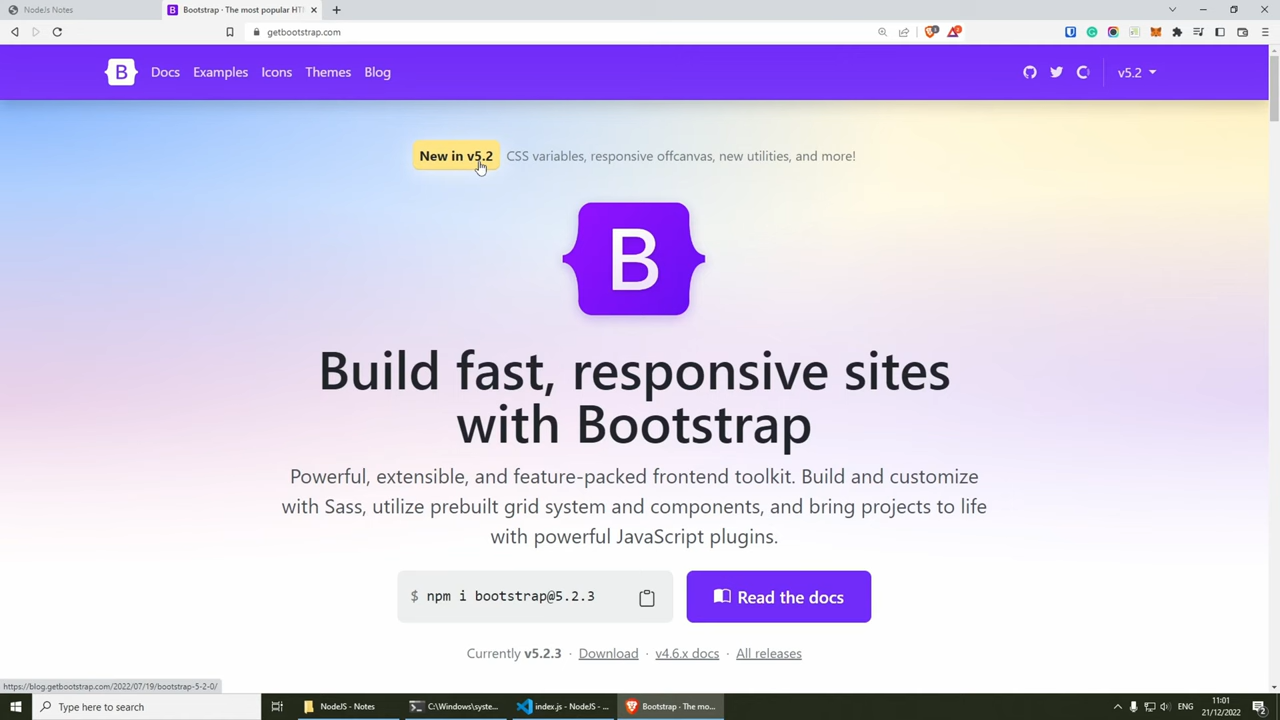 NodeJs Notes
Bootstrap · The most popular HT
getbootstrap.com
B
Docs
Examples
Icons
Themes
Blog
v5.2
New in v5.2
CSS variables, responsive offcanvas, new utilities, and more!
B
Build fast, responsive sites
with Bootstrap
Powerful, extensible, and feature-packed frontend toolkit. Build and customize
with Sass, utilize prebuilt grid system and components, and bring projects to life
with powerful JavaScript plugins.
$ npm i bootstrap@5.2.3
Read the docs
Currently v5.2.3 · Download · v4.6.x docs · All releases
https://blog.getbootstrap.com/2022/07/19/bootstrap-5-2-0/
Type here to search
NodeJS - Notes
C:\Windows\syste...
index.js - NodeJS - ...
Bootstrap · The mo...
ENG
11:01
21/12/2022